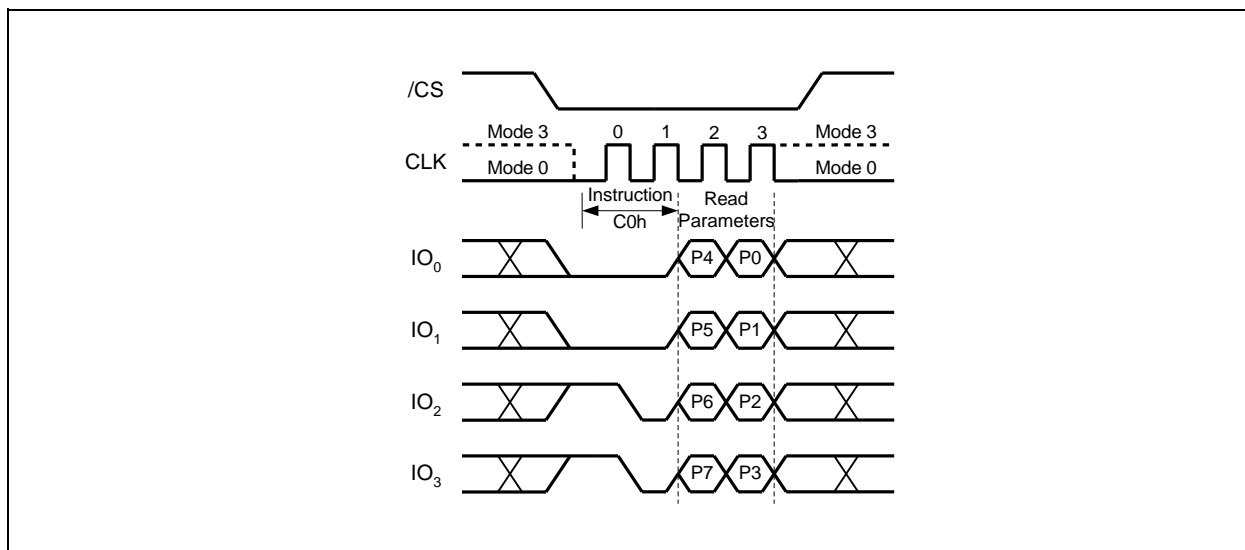 /CS
Mode 3 0 1 2 3 Mode 3
CLK
Mode 0 Mode 0
Instruction Read
C0h Parameters
IO0 P4 P0
IO1 P5 P1
IO2 P6 P2
IO3 P7 P3